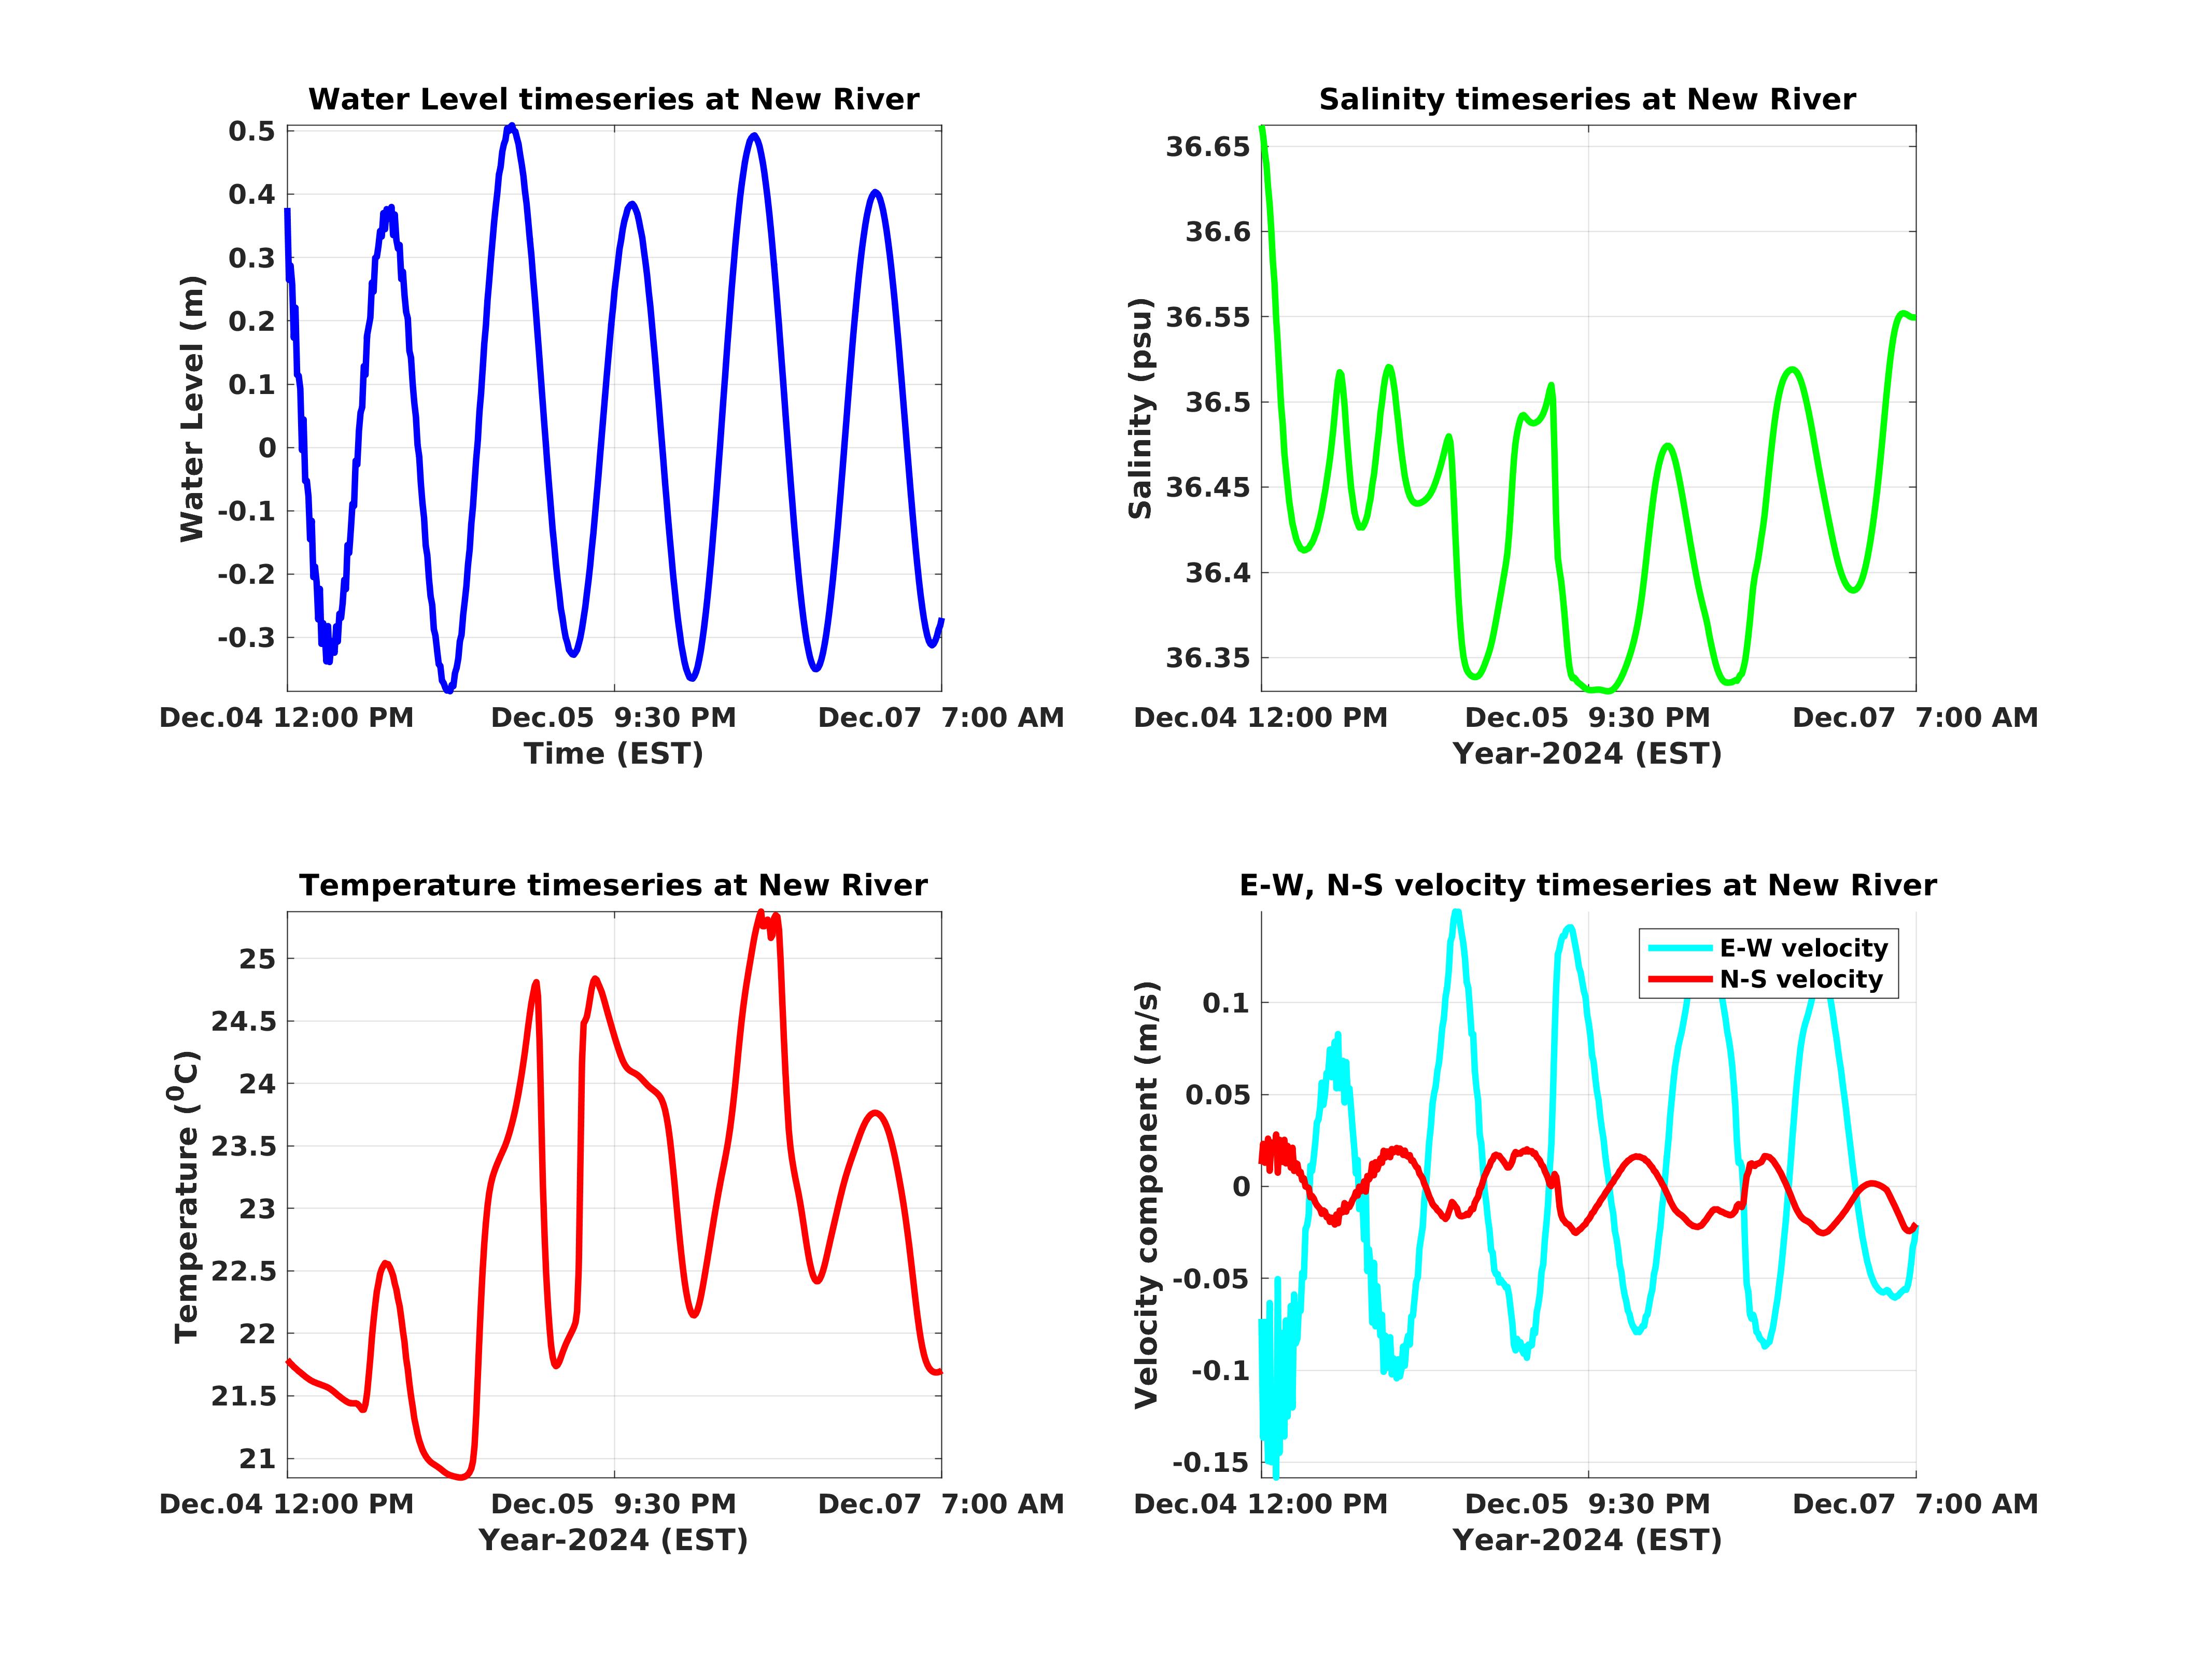 Water Level timeseries at New River
0.5
0.4
0.3
0.2
0.1
0
-0.1
-0.2
-0.3
Water Level (m)
Dec.04 12:00 PM
Dec.05  9:30 PM
Dec.07  7:00 AM
Time (EST)
Salinity timeseries at New River
36.65
36.6
36.55
36.5
36.45
36.4
36.35
Salinity (psu)
Dec.04 12:00 PM
Dec.05  9:30 PM
Dec.07  7:00 AM
Year-2024 (EST)
Temperature timeseries at New River
25
24.5
24
23.5
23
22.5
22
21.5
21
Temperature (⁰C)
Dec.04 12:00 PM
Dec.05  9:30 PM
Dec.07  7:00 AM
Year-2024 (EST)
E-W, N-S velocity timeseries at New River
E-W velocity
N-S velocity
0.1
0.05
0
-0.05
-0.1
-0.15
Velocity component (m/s)
Dec.04 12:00 PM
Dec.05  9:30 PM
Dec.07  7:00 AM
Year-2024 (EST)